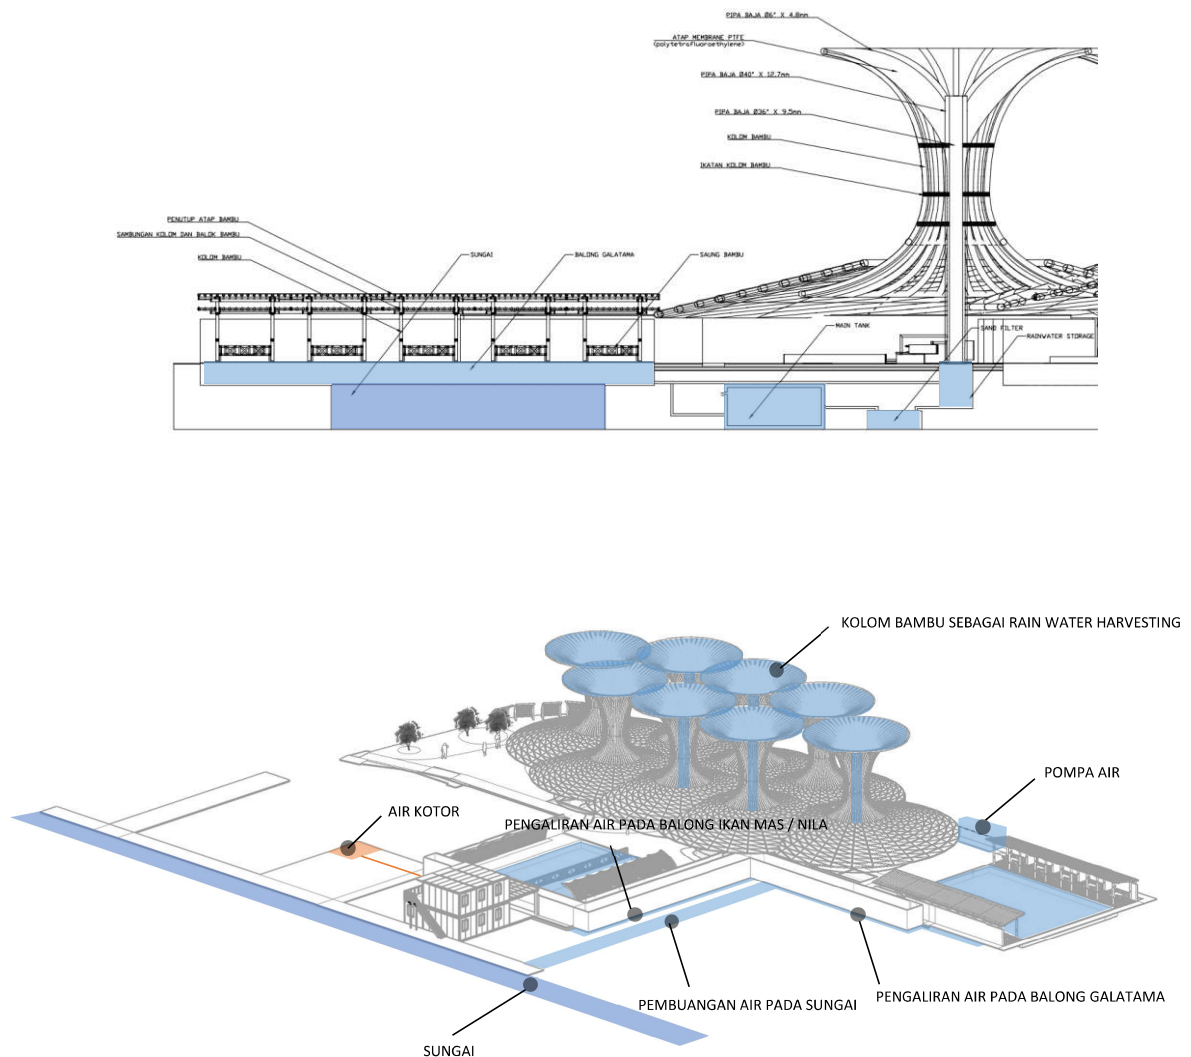 PIPA BAJA Ø6" X 4.8mm
ATAP MEMBRANE PTFE
(polytetrafluoroethylene)
PIPA BAJA Ø40" X 12.7mm
PIPA BAJA Ø36" X 9.5mm
KOLOM BAMBU
IKATAN KOLOM BAMBU
PENUTUP ATAP BAMBU
SAMBUNGAN KOLOM DAN BALOK BAMBU
KOLOM BAMBU
SUNGAI
BALONG GALATAMA
SAUNG BAMBU
MAIN TANK
SAND FILTER
RAINWATER STORAGE
KOLOM BAMBU SEBAGAI RAIN WATER HARVESTING
POMPA AIR
AIR KOTOR
PENGALIRAN AIR PADA BALONG IKAN MAS / NILA
PENGALIRAN AIR PADA BALONG GALATAMA
PEMBUANGAN AIR PADA SUNGAI
SUNGAI